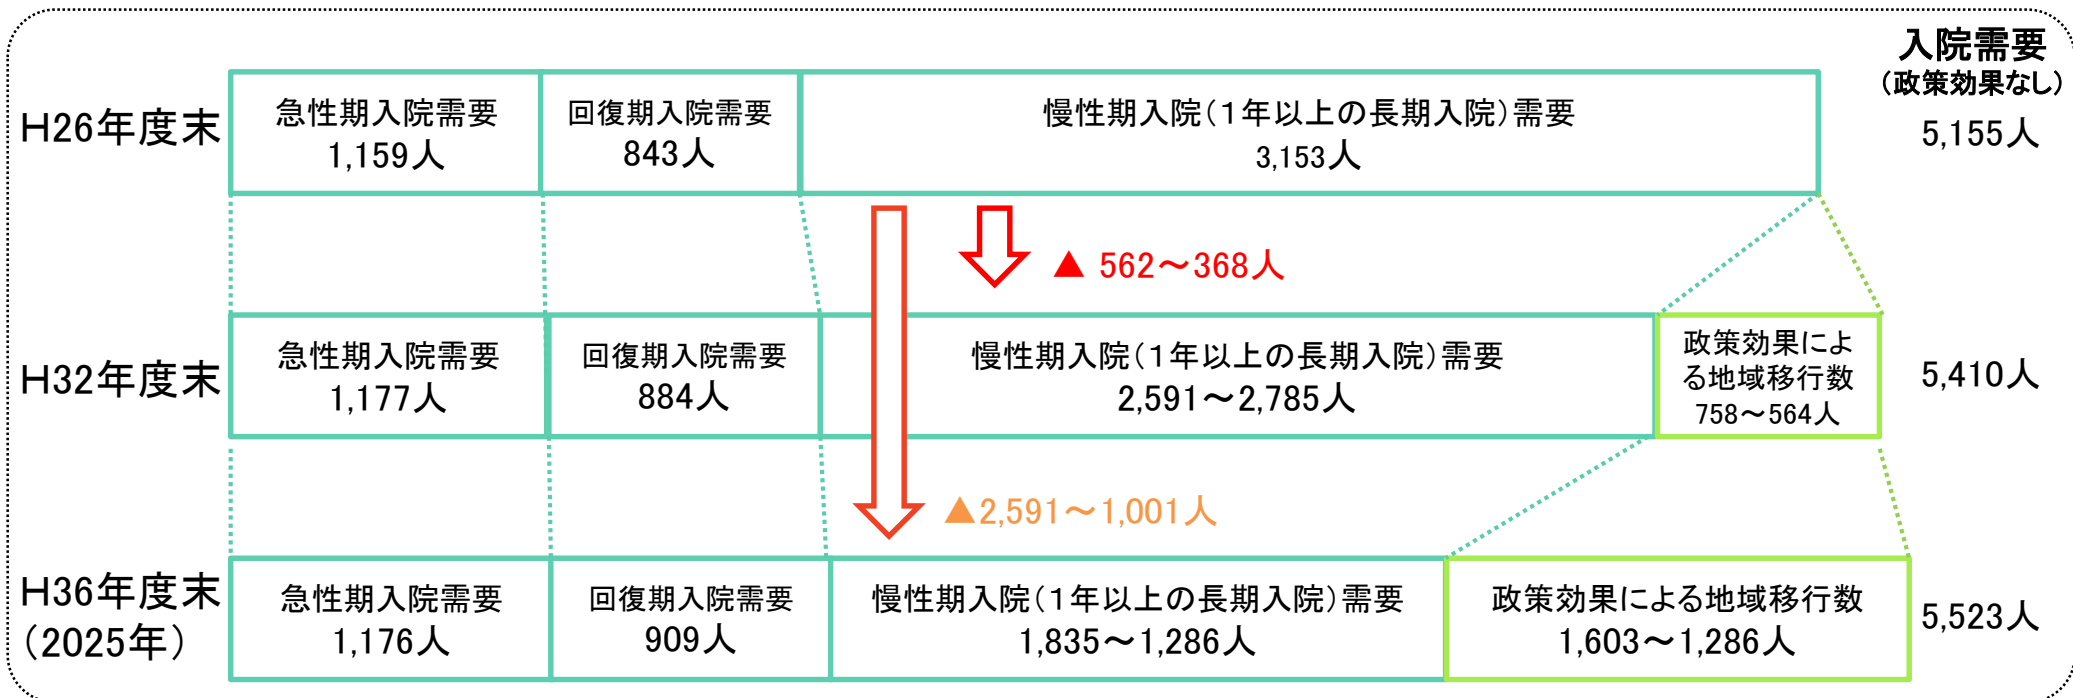 入院需要
(政策効果なし)
H26年度末
急性期入院需要
1,159人
回復期入院需要
843人
慢性期入院(1年以上の長期入院)需要
3,153人
5,155人
▲ 562～368人
H32年度末
急性期入院需要
1,177人
回復期入院需要
884人
慢性期入院(1年以上の長期入院)需要
2,591～2,785人
政策効果によ
る地域移行数
758～564人
5,410人
▲2,591～1,001人
H36年度末
(2025年)
急性期入院需要
1,176人
回復期入院需要
909人
慢性期入院(1年以上の長期入院)需要
1,835～1,286人
政策効果による地域移行数
1,603～1,286人
5,523人